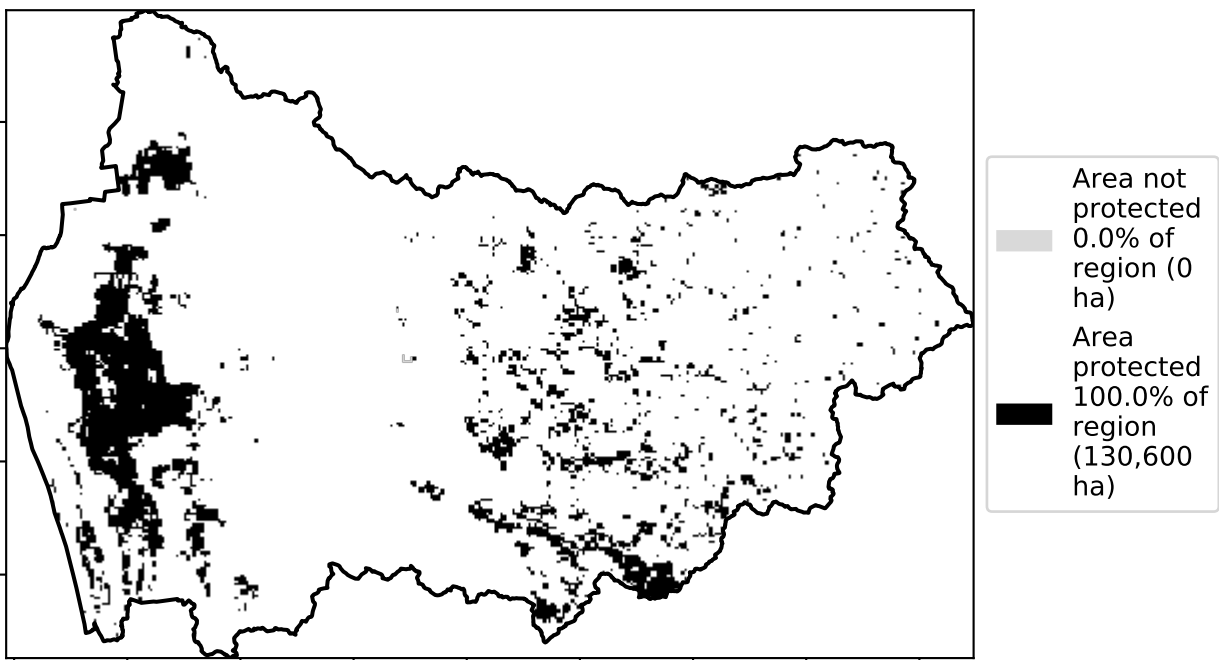 Area not
protected
0.0% of
region (0
ha)
Area
protected
100.0% of
region
(130,600
ha)